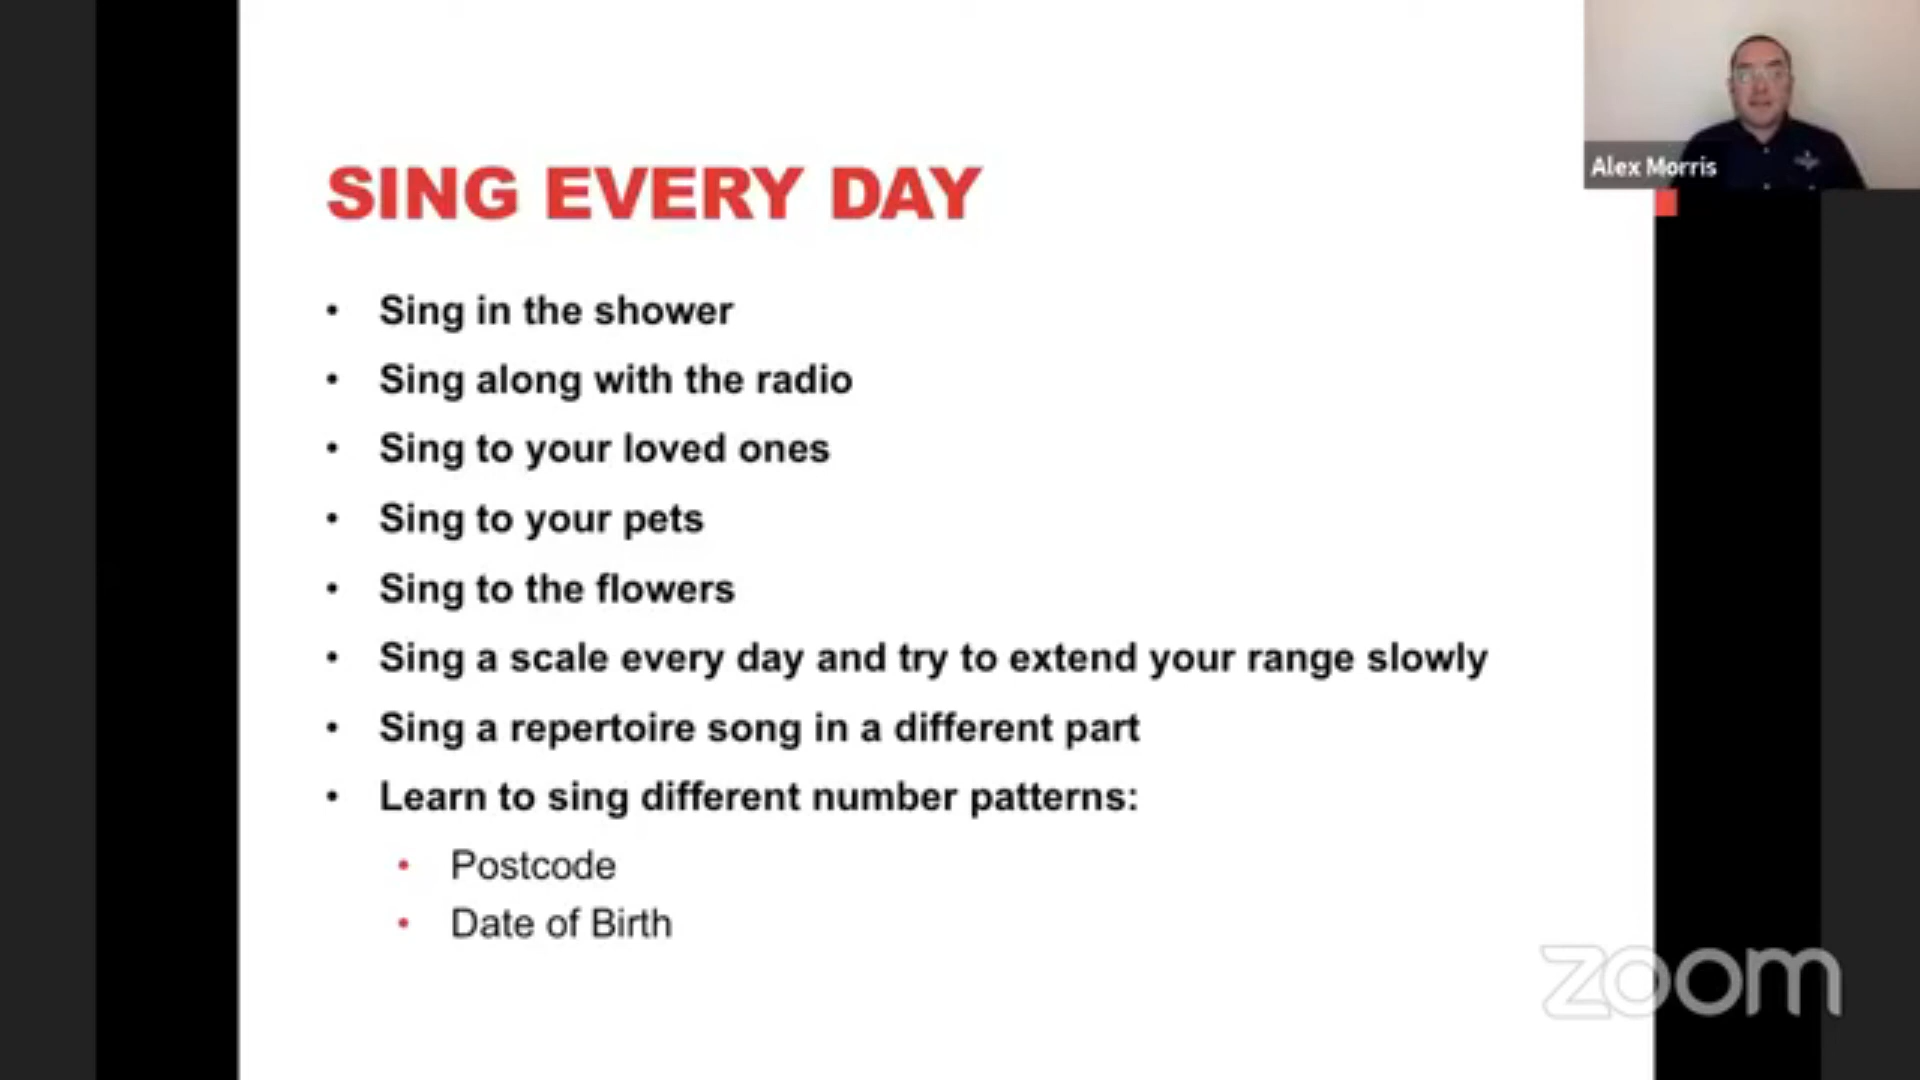 SING EVERY DAY
• Sing in the shower
• Sing along with the radio
• Sing to your loved ones
• Sing to your pets
• Sing to the flowers
• Sing a scale every day and try to extend your range slowly
• Sing a repertoire song in a different part
• Learn to sing different number patterns:
• Postcode
• Date of Birth
Alex Morris
zoom